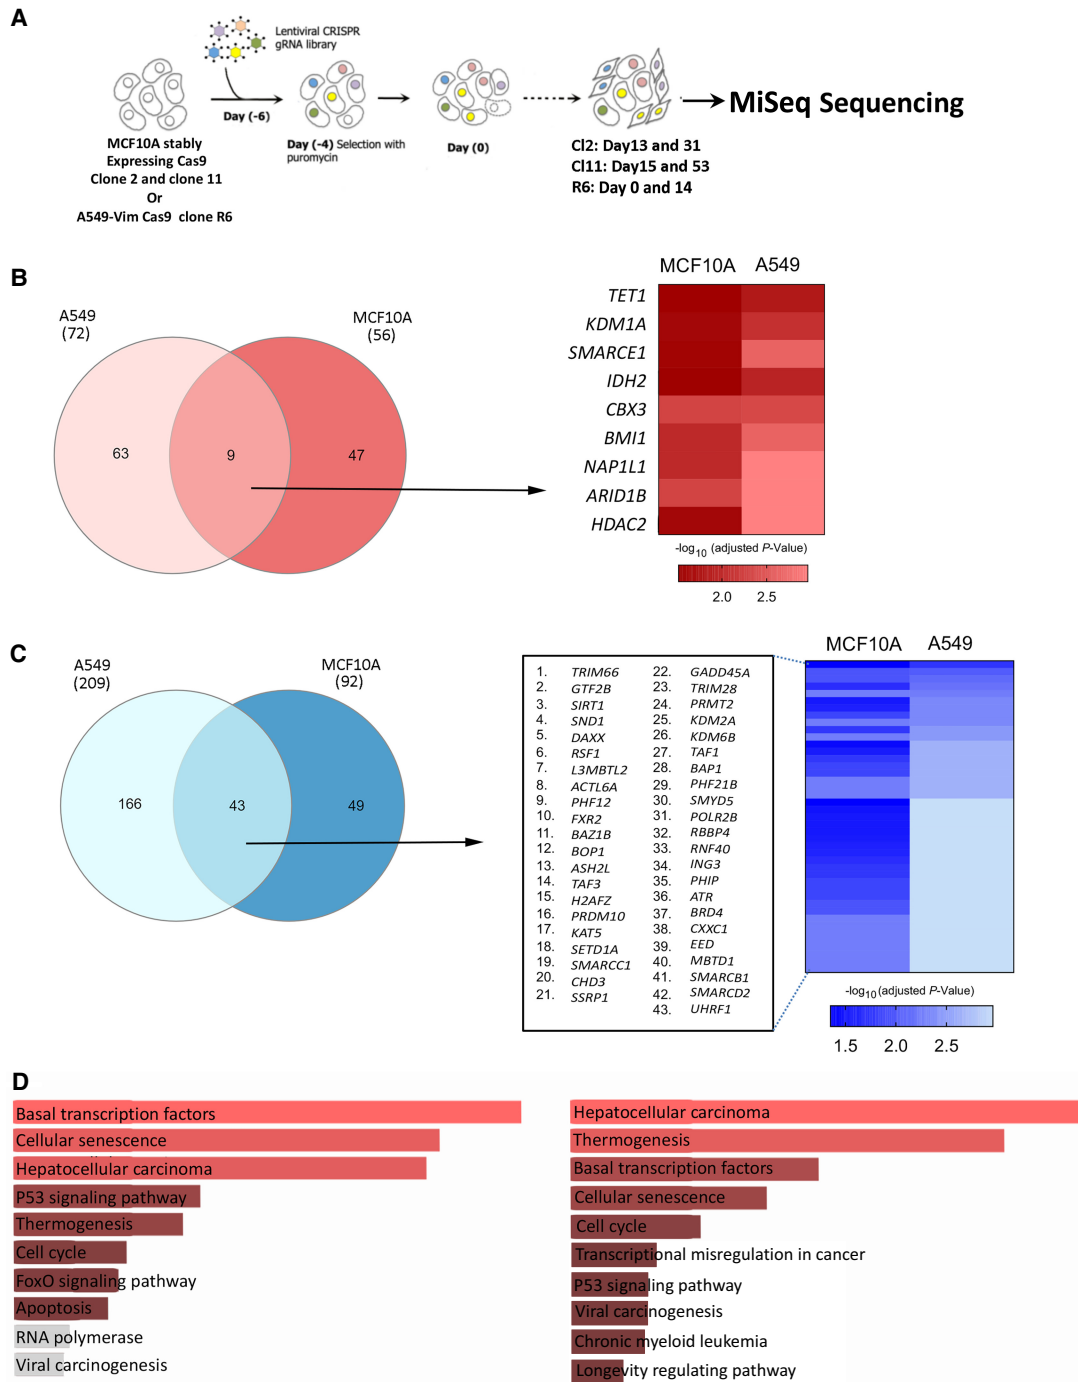 A
Lentiviral CRISPR
gRNA library
Day (-6)
MCF10A stably
Expressing Cas9
Clone 2 and clone 11
Or
A549-Vim Cas9 clone R6
Day (-4) Selection with
puromycin
Day (0)
Cl2: Day13 and 31
Cl11: Day15 and 53
R6: Day 0 and 14
MiSeq Sequencing
B
A549
(72)
MCF10A
(56)
63
9
47
MCF10A
A549
TET1
KDM1A
SMARCE1
IDH2
CBX3
BMI1
NAP1L1
ARID1B
HDAC2
-log10 (adjusted P-Value)
2.0
2.5
C
A549
(209)
MCF10A
(92)
166
43
49
1. TRIM66
2. GTF2B
3. SIRT1
4. SND1
5. DAXX
6. RSF1
7. L3MBTL2
8. ACTL6A
9. PHF12
10. FXR2
11. BAZ1B
12. BOP1
13. ASH2L
14. TAF3
15. H2AFZ
16. PRDM10
17. KAT5
18. SETD1A
19. SMARCC1
20. CHD3
21. SSRP1
22. GADD45A
23. TRIM28
24. PRMT2
25. KDM2A
26. KDM6B
27. TAF1
28. BAP1
29. PHF21B
30. SMYD5
31. POLR2B
32. RBBP4
33. RNF40
34. ING3
35. PHIP
36. ATR
37. BRD4
38. CXXC1
39. EED
40. MBTD1
41. SMARCB1
42. SMARCD2
43. UHRF1
MCF10A
A549
-log10 (adjusted P-Value)
1.5
2.0
2.5
D
Basal transcription factors
Cellular senescence
Hepatocellular carcinoma
P53 signaling pathway
Thermogenesis
Cell cycle
FoxO signaling pathway
Apoptosis
RNA polymerase
Viral carcinogenesis
Hepatocellular carcinoma
Thermogenesis
Basal transcription factors
Cellular senescence
Cell cycle
Transcriptional misregulation in cancer
P53 signaling pathway
Viral carcinogenesis
Chronic myeloid leukemia
Longevity regulating pathway